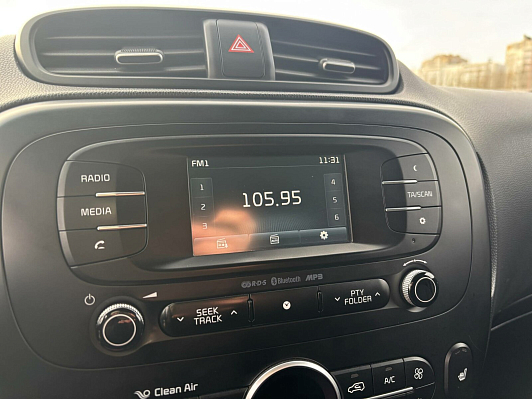 FM1 11:31
RADIO
1 4
MEDIA
2 105.95 5
3 6
TA/SCAN
R·D·S Bluetooth MP3
SEEK TRACK
PTY FOLDER
Clean Air
A/C